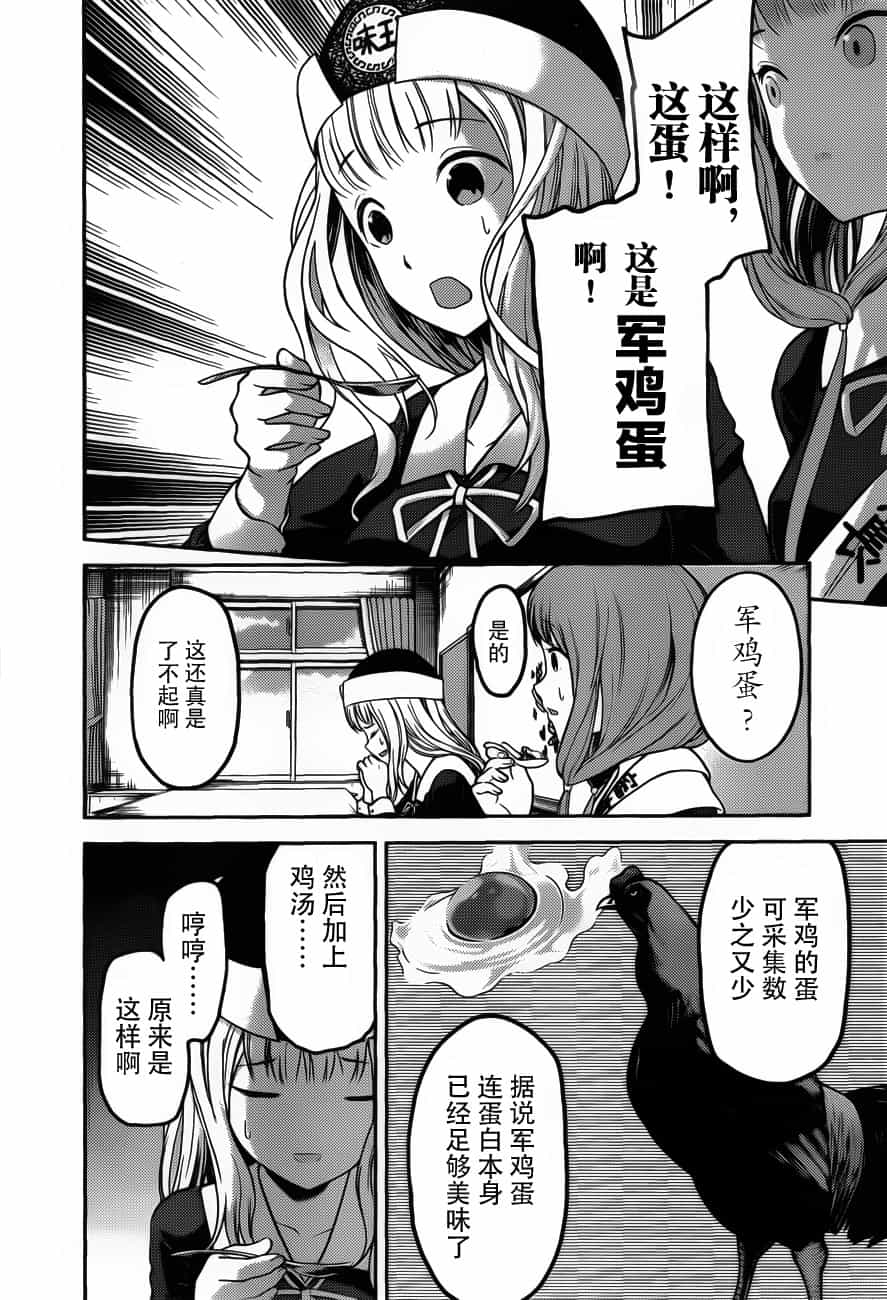 味王
这样啊，
这蛋！
这是
军鸡蛋
啊！
军鸡蛋？
是的
这还真是
了不起啊
军鸡的蛋
可采集数
少之又少
据说军鸡蛋
连蛋白本身
已经足够美味了
然后加上
鸡汤……
哼哼……
原来是
这样啊